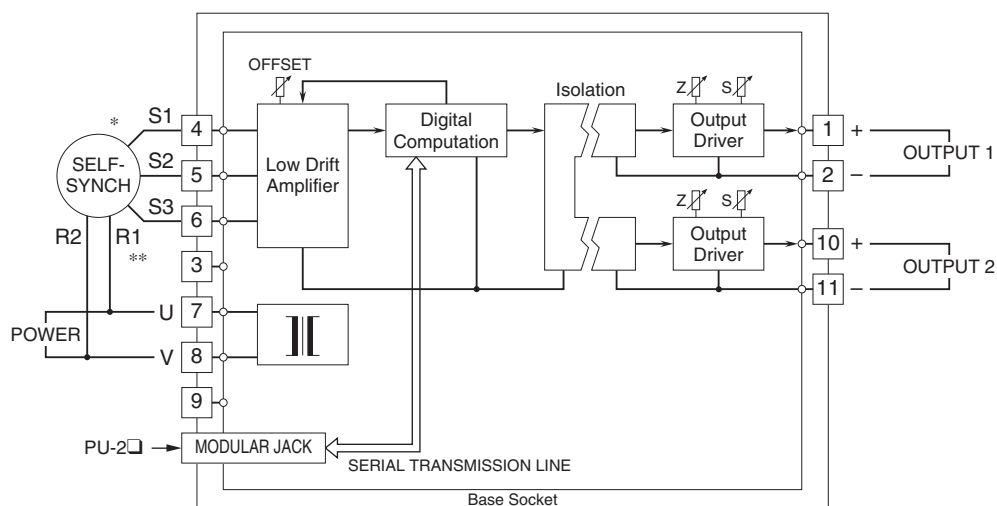 OFFSET
Isolation
Z
S
* S1
4
Low Drift
Amplifier
Digital
Computation
Output
Driver
1
+
SELF-
SYNCH
S2
5
2
−
OUTPUT 1
S3
6
Z
S
R2
R1
**
3
Output
Driver
10
+
11
−
OUTPUT 2
POWER
U
7
V
8
9
PU-2❑
MODULAR JACK
SERIAL TRANSMISSION LINE
Base Socket